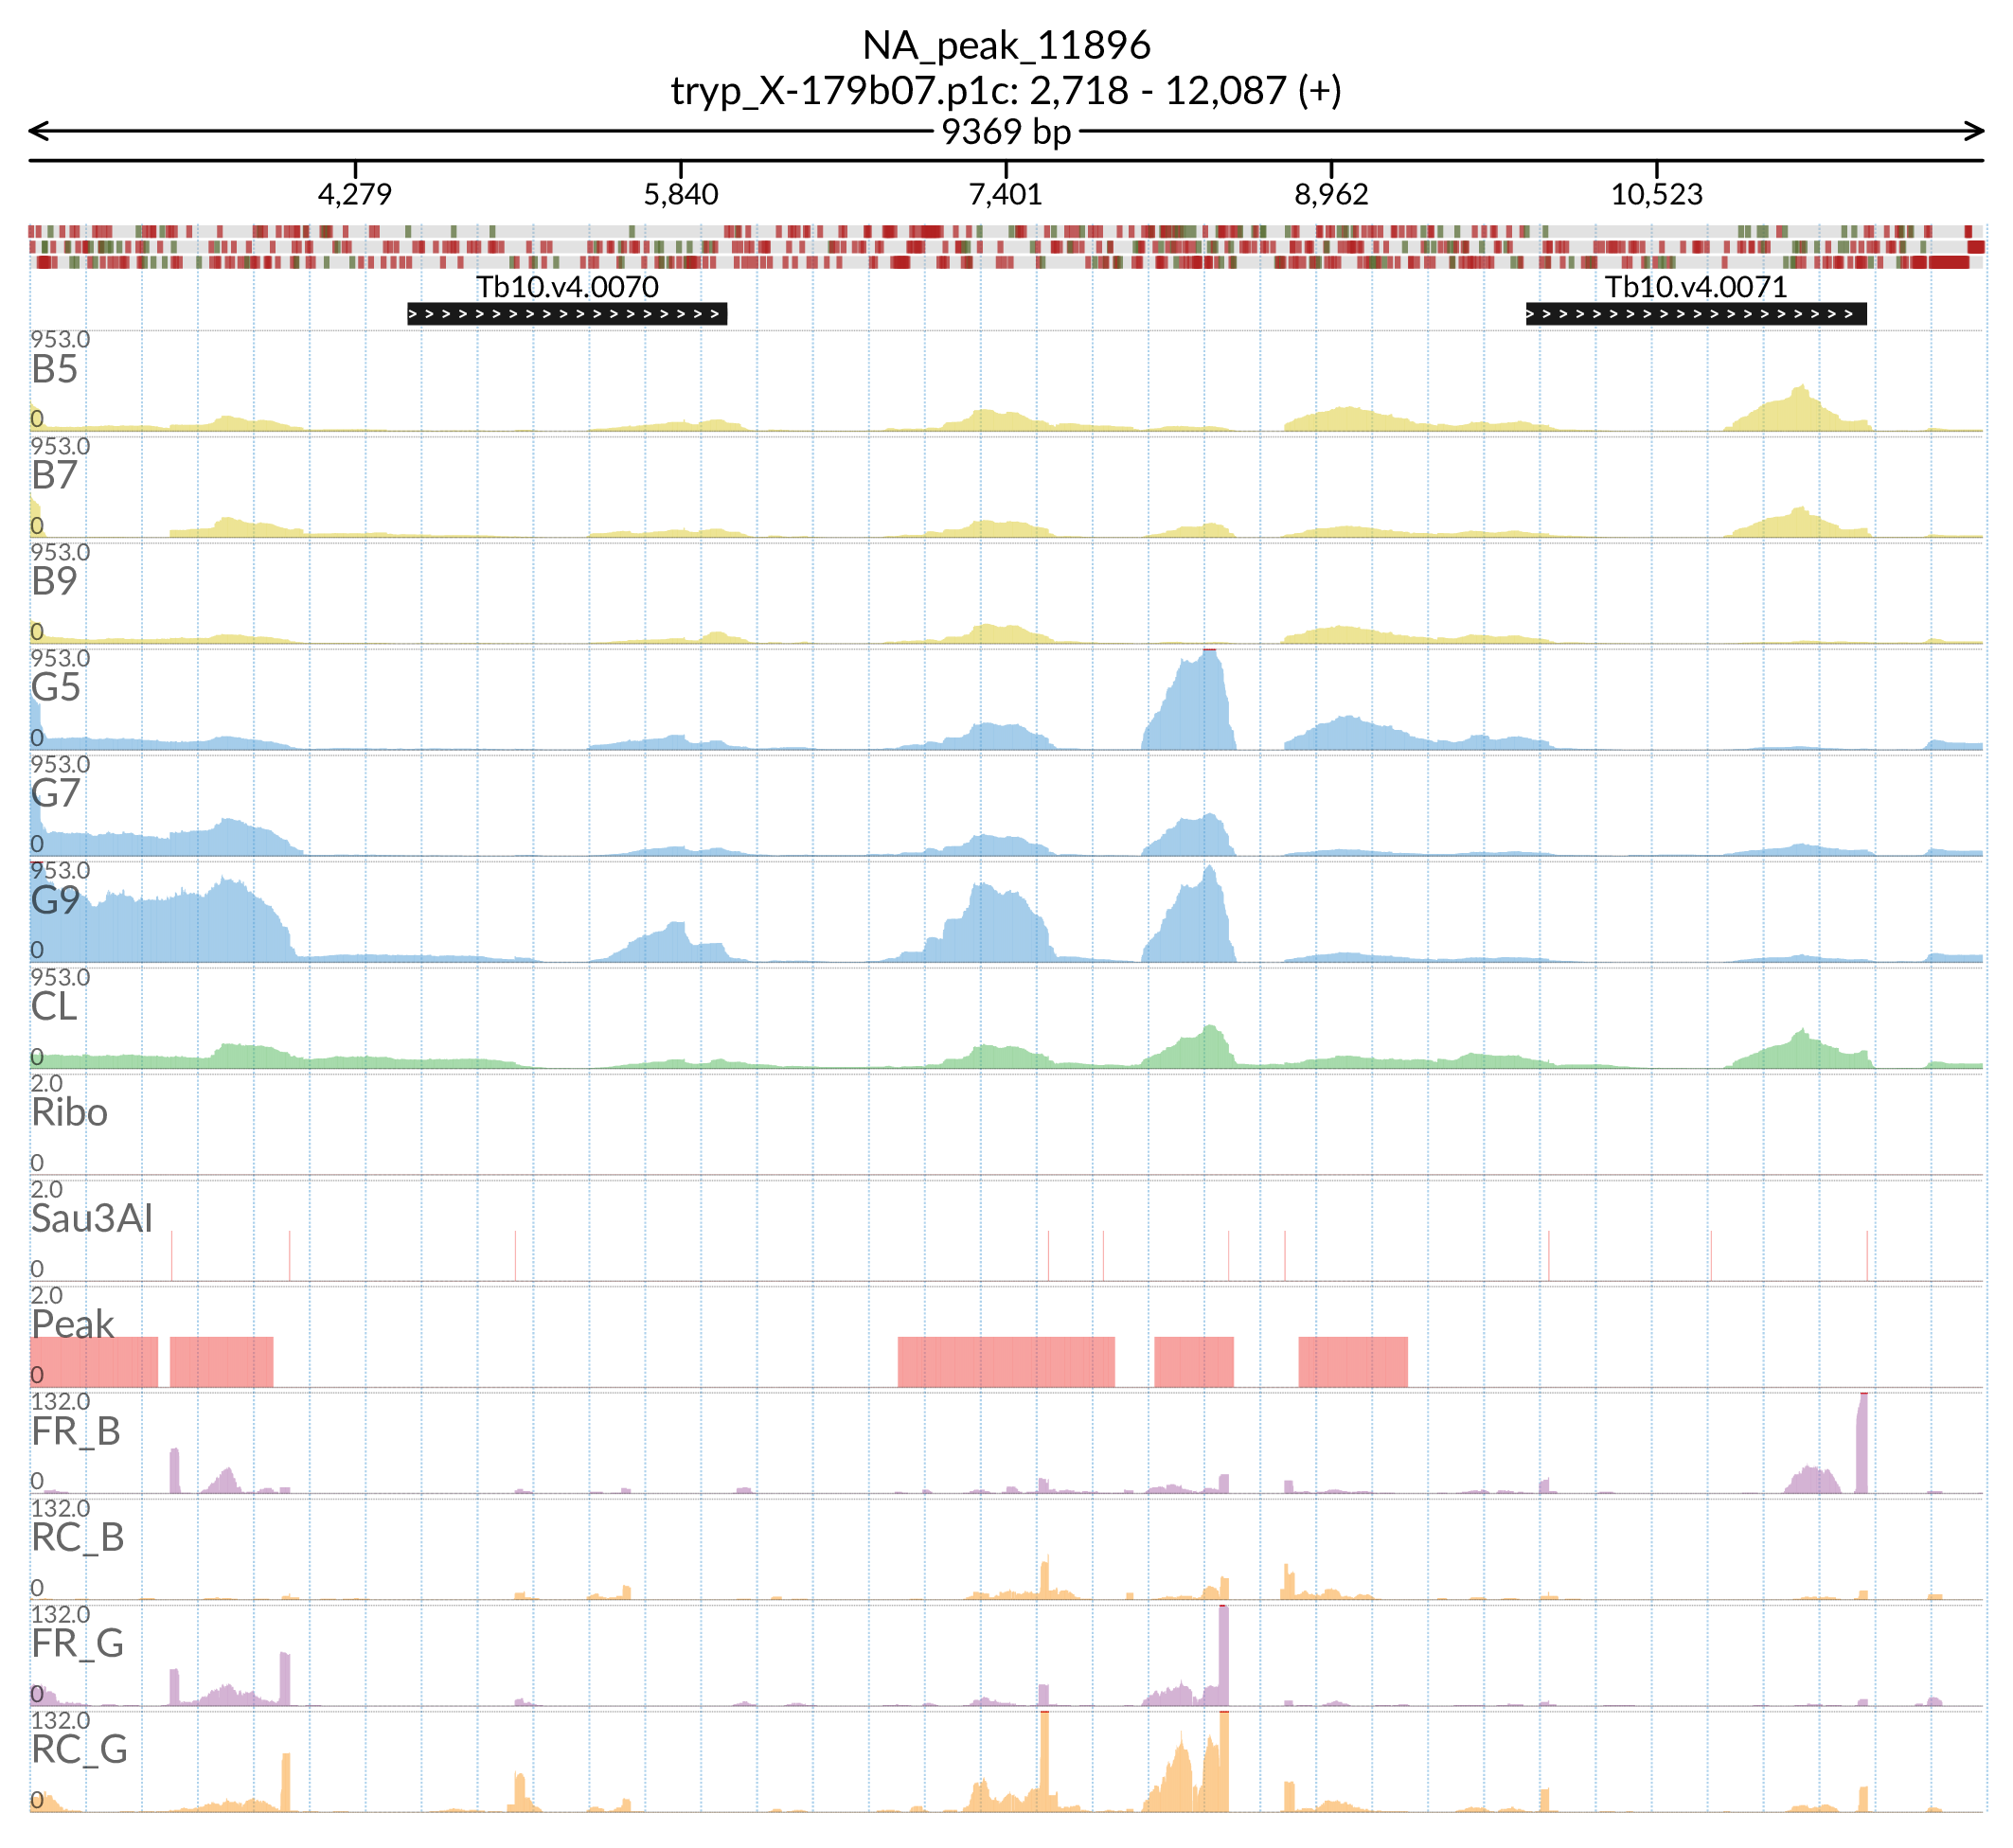 NA_peak_11896
tryp_X-179b07.p1c: 2,718 - 12,087 (+)
9369 bp
4,279 5,840 7,401 8,962 10,523
Tb10.v4.0070 Tb10.v4.0071
953.0
B5
0
953.0
B7
0
953.0
B9
0
953.0
G5
0
953.0
G7
0
953.0
G9
0
953.0
CL
0
2.0
Ribo
0
2.0
Sau3AI
0
2.0
Peak
0
132.0
FR_B
0
132.0
RC_B
0
132.0
FR_G
0
132.0
RC_G
0